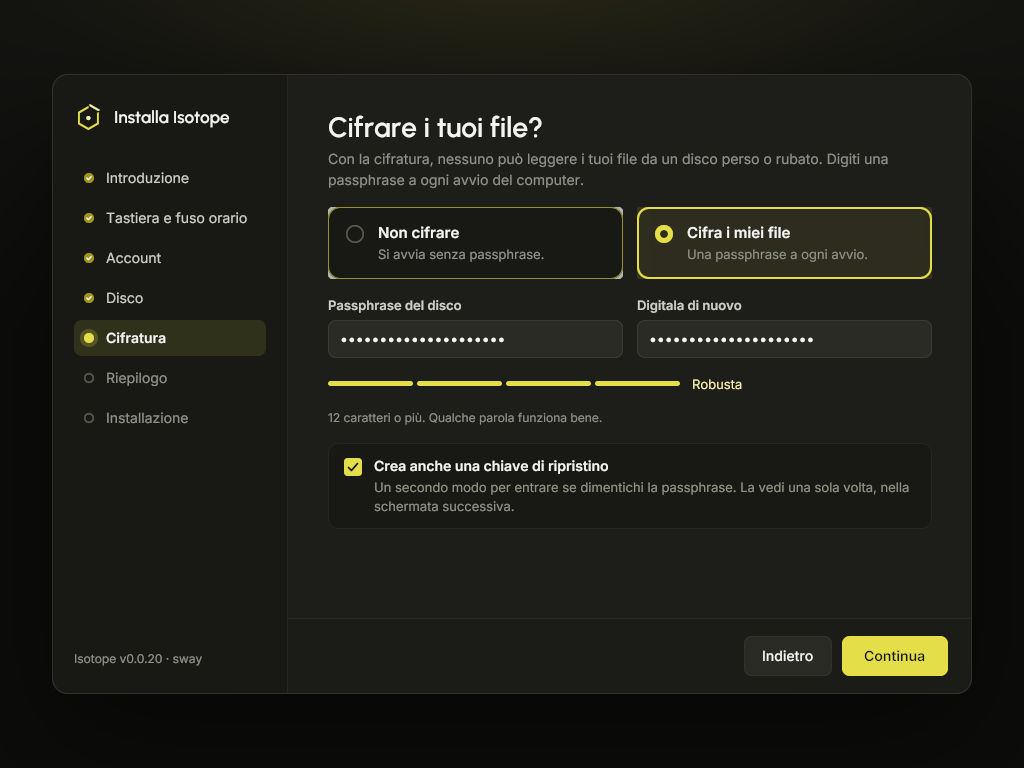 Installa Isotope
Introduzione
Tastiera e fuso orario
Account
Disco
Cifratura
Riepilogo
Installazione
Isotope v0.0.20 · sway
Cifrare i tuoi file?
Con la cifratura, nessuno può leggere i tuoi file da un disco perso o rubato. Digiti una
passphrase a ogni avvio del computer.
Non cifrare
Si avvia senza passphrase.
Cifra i miei file
Una passphrase a ogni avvio.
Passphrase del disco
Digitala di nuovo
Robusta
12 caratteri o più. Qualche parola funziona bene.
Crea anche una chiave di ripristino
Un secondo modo per entrare se dimentichi la passphrase. La vedi una sola volta, nella
schermata successiva.
Indietro
Continua